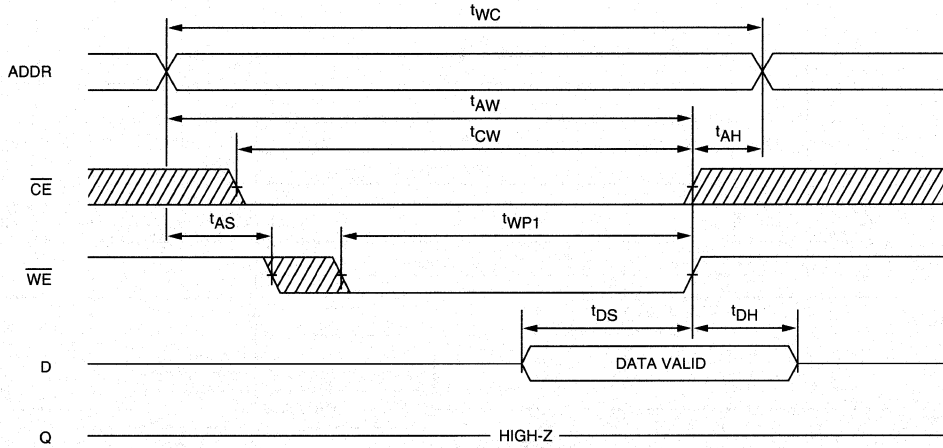 tWC
ADDR
tAW
tCW
tAH
CE
tAS
tWP1
WE
tDS
tDH
D
DATA VALID
Q
HIGH-Z